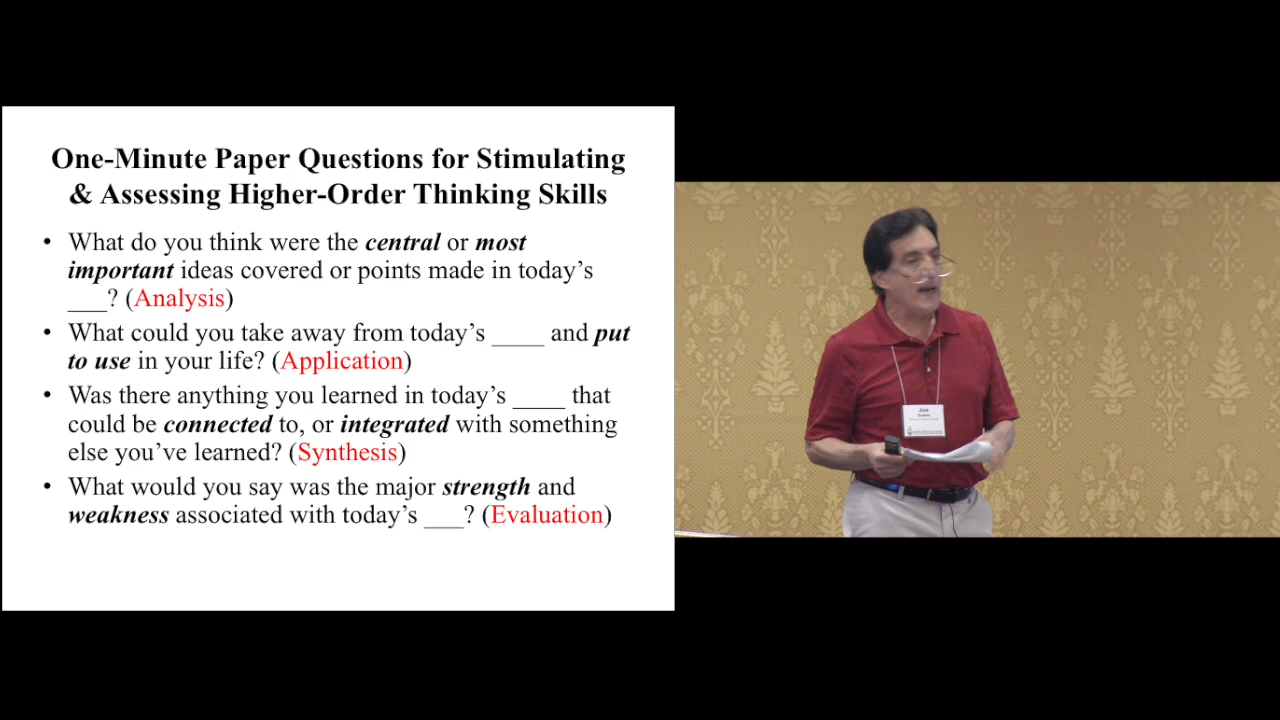 One-Minute Paper Questions for Stimulating
& Assessing Higher-Order Thinking Skills
• What do you think were the central or most
important ideas covered or points made in today’s
___? (Analysis)
• What could you take away from today’s ____ and put
to use in your life? (Application)
• Was there anything you learned in today’s ____ that
could be connected to, or integrated with something
else you’ve learned? (Synthesis)
• What would you say was the major strength and
weakness associated with today’s ___? (Evaluation)
Joe